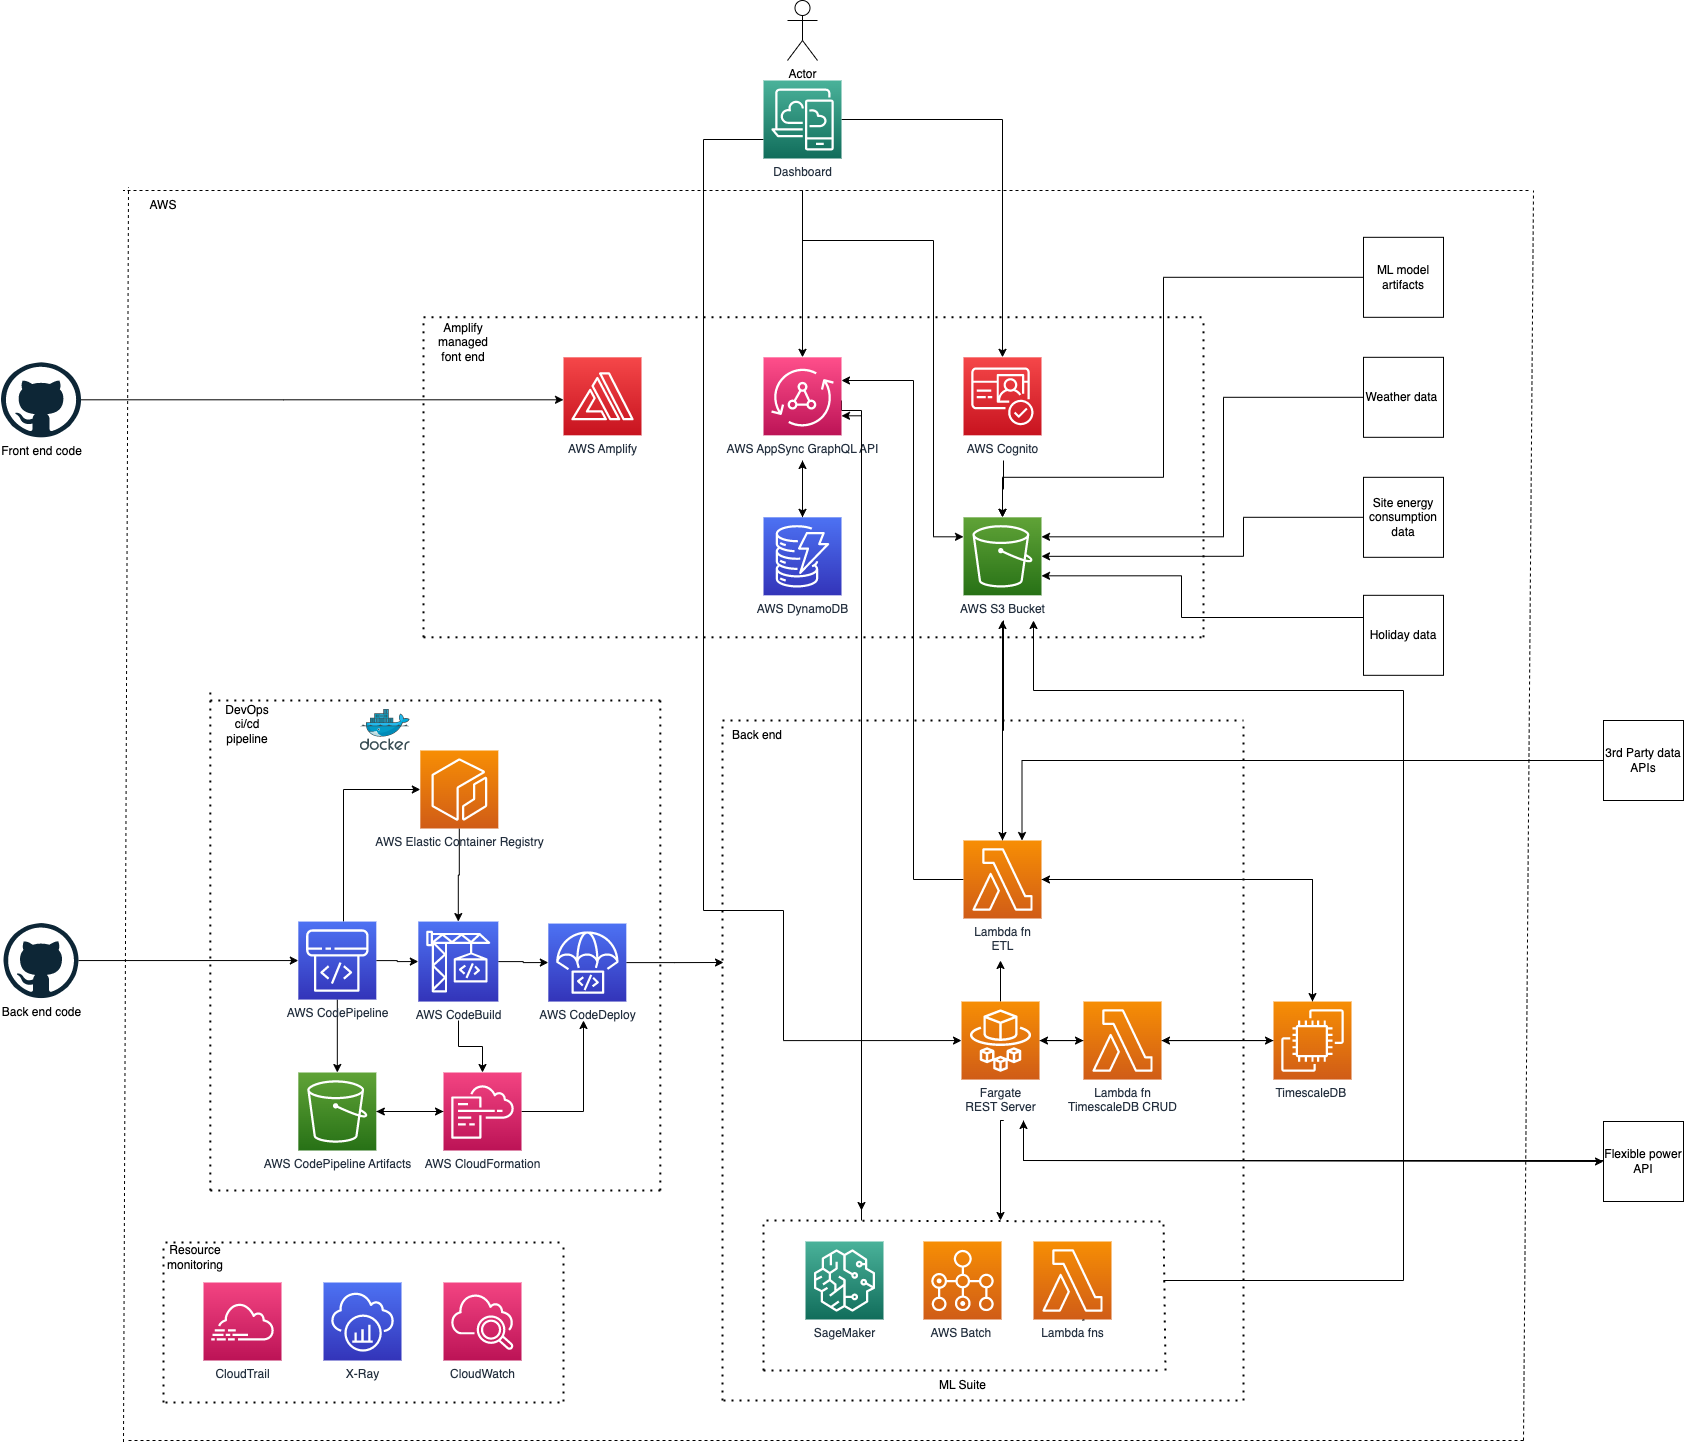 Actor
Dashboard
AWS
ML model
artifacts
Amplify
managed
font end
Weather data
Front end code
AWS Amplify
AWS AppSync GraphQL API
AWS Cognito
Site energy
consumption
data
AWS DynamoDB
AWS S3 Bucket
Holiday data
DevOps
ci/cd
pipeline
docker
Back end
3rd Party data
APIs
AWS Elastic Container Registry
Lambda fn
ETL
Back end code
AWS CodePipeline
AWS CodeBuild
AWS CodeDeploy
Fargate
REST Server
Lambda fn
TimescaleDB CRUD
TimescaleDB
AWS CodePipeline Artifacts
AWS CloudFormation
Flexible power
API
Resource
monitoring
SageMaker
AWS Batch
Lambda fns
CloudTrail
X-Ray
CloudWatch
ML Suite